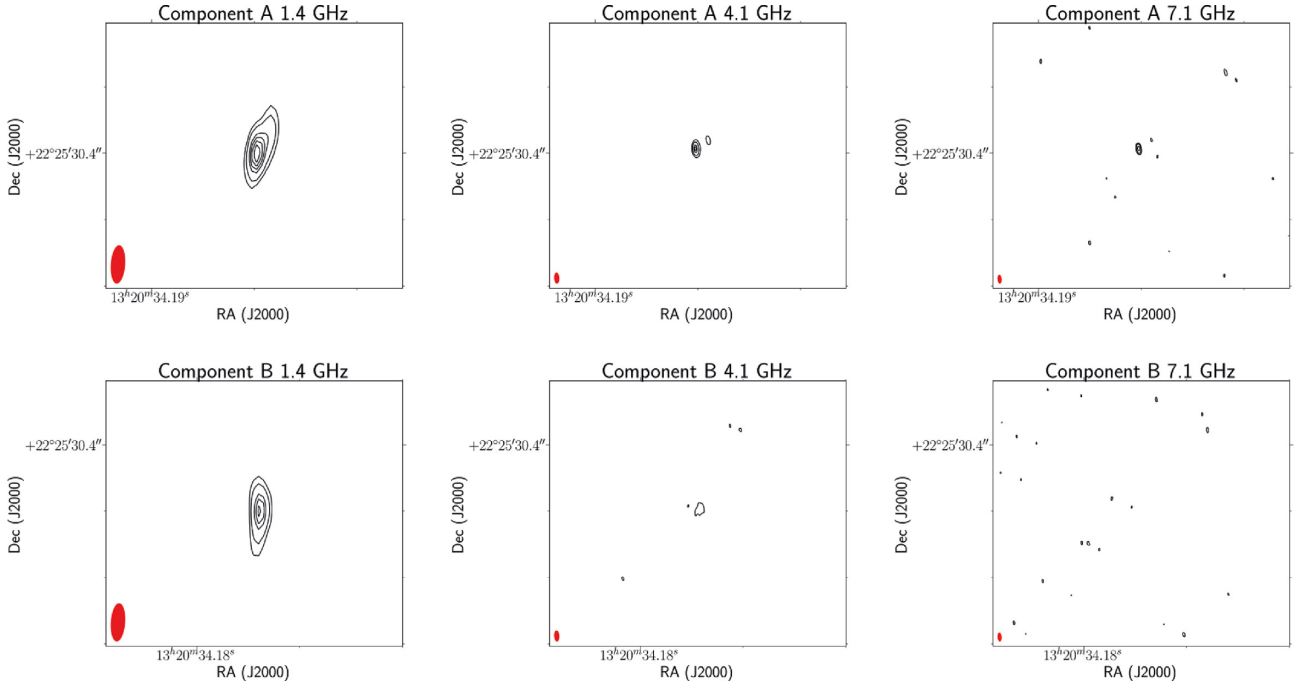 Component A 1.4 GHz
Component A 4.1 GHz
Component A 7.1 GHz
Dec (J2000)
+22°25′30.4″
13ʰ20ᵐ34.19ˢ
RA (J2000)
Dec (J2000)
+22°25′30.4″
13ʰ20ᵐ34.19ˢ
RA (J2000)
Dec (J2000)
+22°25′30.4″
13ʰ20ᵐ34.19ˢ
RA (J2000)
Component B 1.4 GHz
Component B 4.1 GHz
Component B 7.1 GHz
Dec (J2000)
+22°25′30.4″
13ʰ20ᵐ34.18ˢ
RA (J2000)
Dec (J2000)
+22°25′30.4″
13ʰ20ᵐ34.18ˢ
RA (J2000)
Dec (J2000)
+22°25′30.4″
13ʰ20ᵐ34.18ˢ
RA (J2000)